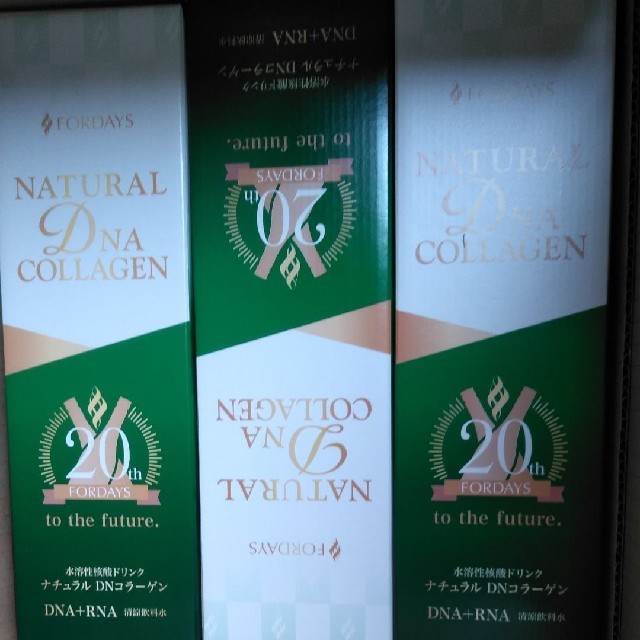 FORDAYS
NATURAL
DNA
COLLAGEN
20th
FORDAYS
to the future.
水溶性核酸ドリンク
ナチュラル DNコラーゲン
DNA+RNA 清涼飲料水
FORDAYS
NATURAL
DNA
COLLAGEN
20th
FORDAYS
to the future.
水溶性核酸ドリンク
ナチュラル DNコラーゲン
DNA+RNA 清涼飲料水
FORDAYS
NATURAL
DNA
COLLAGEN
20th
FORDAYS
to the future.
水溶性核酸ドリンク
ナチュラル DNコラーゲン
DNA+RNA 清涼飲料水